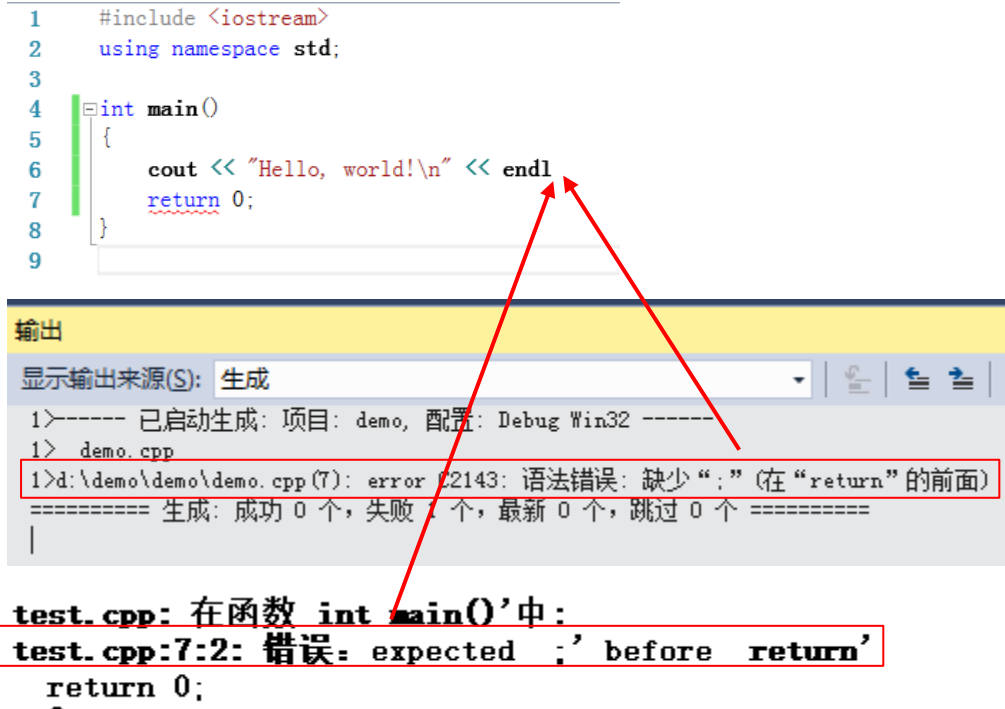 1 #include <iostream>
2 using namespace std;
3
4 int main()
5 {
6 cout << "Hello, world!\n" << endl
7 return 0;
8 }
9
输出
显示输出来源(S): 生成
1>------ 已启动生成: 项目: demo, 配置: Debug Win32 ------
1> demo.cpp
1>d:\demo\demo\demo.cpp(7): error C2143: 语法错误: 缺少“;”(在“return”的前面)
========== 生成: 成功 0 个，失败 1 个，最新 0 个，跳过 0 个 ==========
test.cpp: 在函数 int main()’中:
test.cpp:7:2: 错误: expected ;’ before return’
return 0;